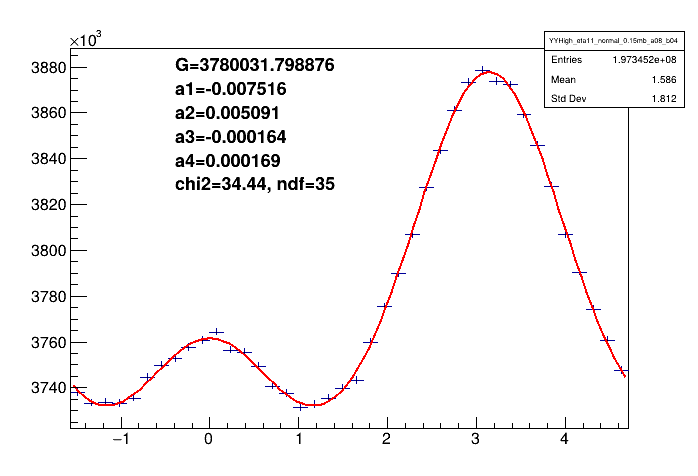 ×10³
YYHigh_eta11_normal_0.15mb_a08_b04
Entries 1.973452e+08
Mean 1.586
Std Dev 1.812
G=3780031.798876
a1=-0.007516
a2=0.005091
a3=-0.000164
a4=0.000169
chi2=34.44, ndf=35
3880
3860
3840
3820
3800
3780
3760
3740
−1 0 1 2 3 4